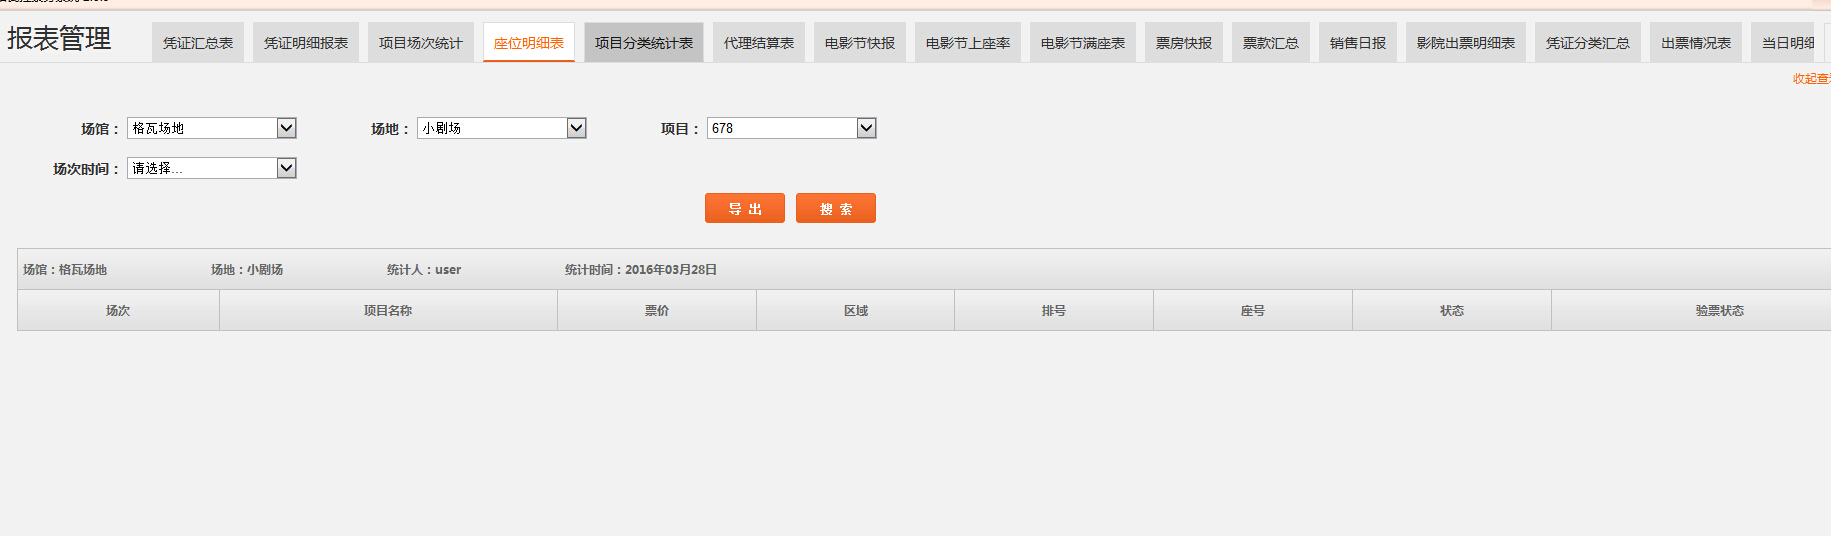 报表管理 凭证汇总表 凭证明细报表 项目场次统计 座位明细表 项目分类统计表 代理结算表 电影节快报 电影节上座率 电影节满座表 票房快报 票款汇总 销售日报 影院出票明细表 凭证分类汇总 出票情况表 当日明细
收起查
场馆： 格瓦场地 场地： 小剧场 项目： 678
场次时间： 请选择...
导 出 搜 索
场馆：格瓦场地 场地：小剧场 统计人：user 统计时间：2016年03月28日
场次 项目名称 票价 区域 排号 座号 状态 验票状态